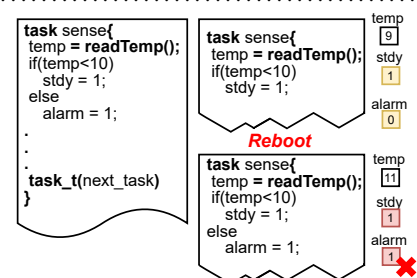 task sense{
temp = readTemp();
if(temp<10)
stdy = 1;
else
alarm = 1;
.
.
.
task_t(next_task)
}
task sense{
temp = readTemp();
if(temp<10)
stdy = 1;
temp
9
stdy
1
alarm
0
Reboot
task sense{
temp = readTemp();
if(temp<10)
stdy = 1;
else
alarm = 1;
temp
11
stdy
1
alarm
1